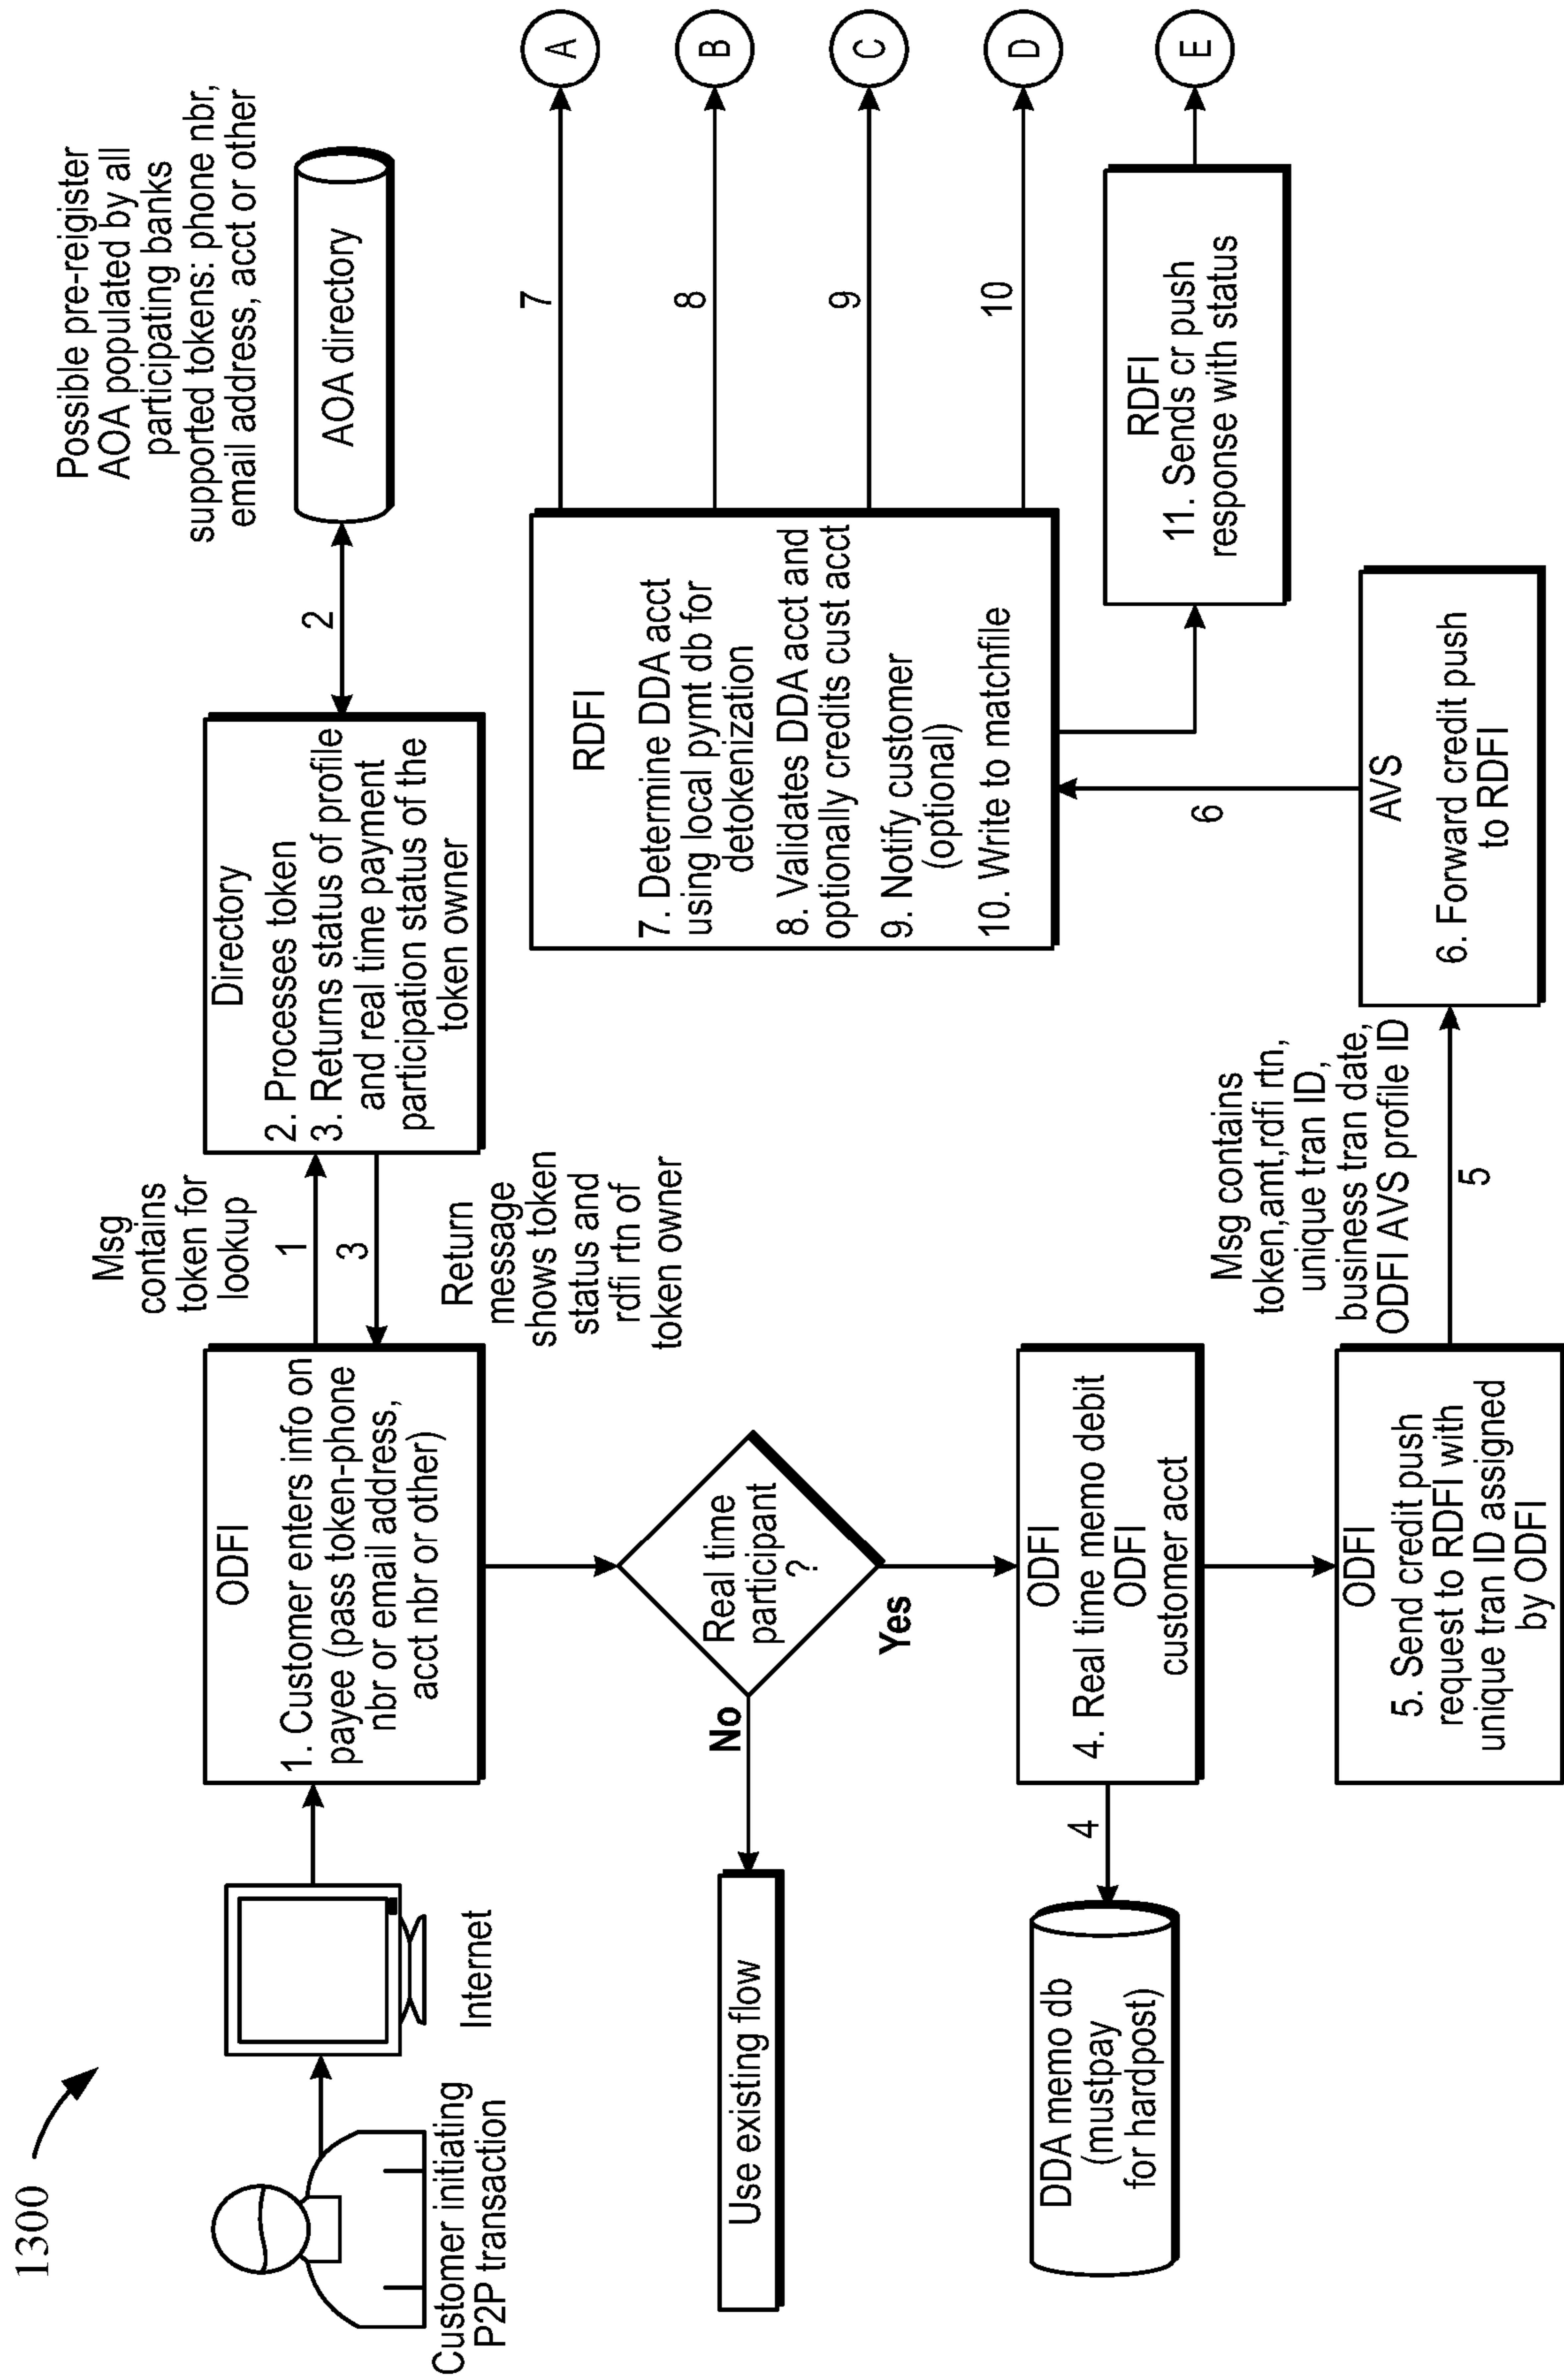 1300
Customer initiating
P2P transaction
Internet
ODFI
1. Customer enters info on
payee (pass token-phone
nbr or email address,
acct nbr or other)
Msg
contains
token for
lookup
1
3
Return
message
shows token
status and
rdfi rtn of
token owner
Directory
2. Processes token
3. Returns status of profile
and real time payment
participation status of the
token owner
2
Possible pre-reigister
AOA populated by all
participating banks
supported tokens: phone nbr,
email address, acct or other
AOA directory
Real time
participant
?
No
Yes
Use existing flow
ODFI
4. Real time memo debit
ODFI
customer acct
4
DDA memo db
(mustpay
for hardpost)
ODFI
5. Send credit push
request to RDFI with
unique tran ID assigned
by ODFI
Msg contains
token,amt,rdfi rtn,
unique tran ID,
business tran date,
ODFI AVS profile ID
5
AVS
6. Forward credit push
to RDFI
6
RDFI
7. Determine DDA acct
using local pymt db for
detokenization
8. Validates DDA acct and
optionally credits cust acct
9. Notify customer
(optional)
10. Write to matchfile
7
A
8
B
9
C
10
D
RDFI
11. Sends cr push
response with status
E